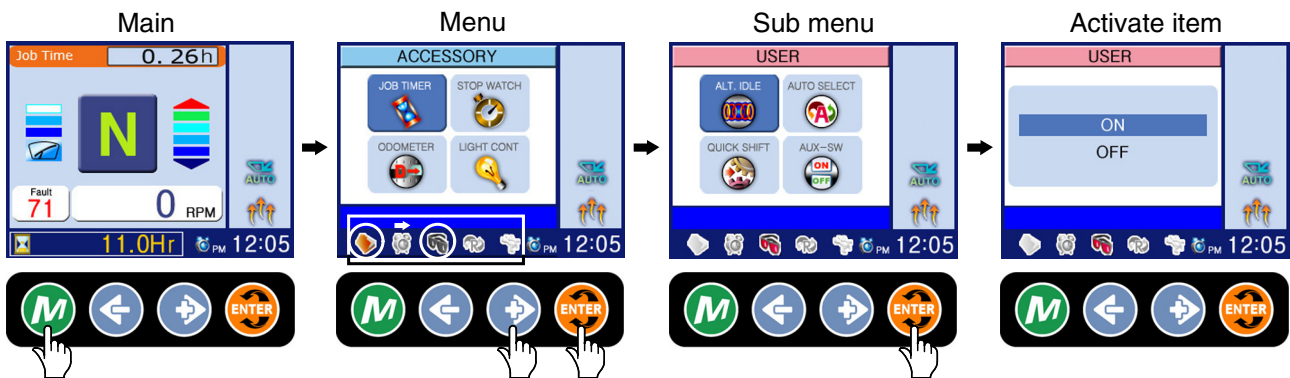 Main
Job Time 0. 26h
N
AUTO
Fault
71
0 RPM
11.0Hr PM 12:05
M ENTER
Menu
ACCESSORY
JOB TIMER STOP WATCH
ODOMETER LIGHT CONT
D
AUTO
R PM 12:05
M ENTER
Sub menu
USER
ALT. IDLE AUTO SELECT
A
QUICK SHIFT AUX-SW
ON
OFF
AUTO
R PM 12:05
M ENTER
Activate item
USER
ON
OFF
AUTO
R PM 12:05
M ENTER